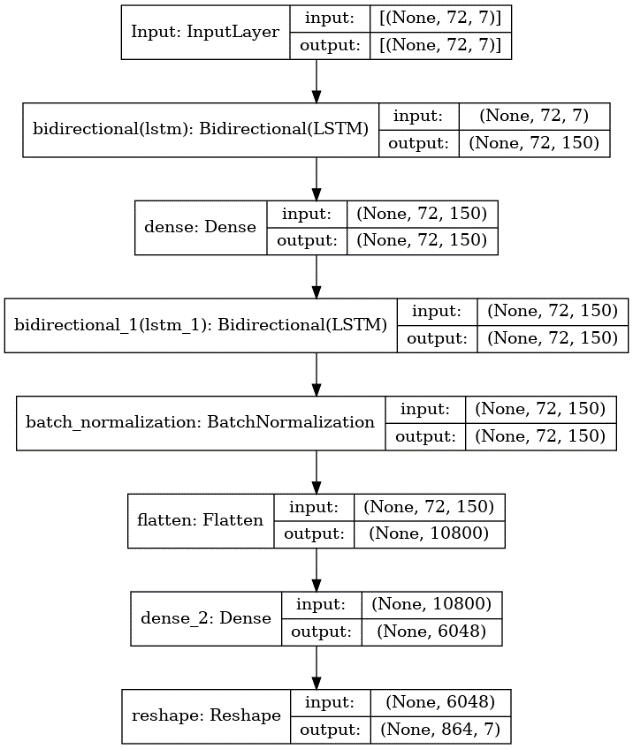 Input: InputLayer
input: [(None, 72, 7)]
output: [(None, 72, 7)]
bidirectional(lstm): Bidirectional(LSTM)
input: (None, 72, 7)
output: (None, 72, 150)
dense: Dense
input: (None, 72, 150)
output: (None, 72, 150)
bidirectional_1(lstm_1): Bidirectional(LSTM)
input: (None, 72, 150)
output: (None, 72, 150)
batch_normalization: BatchNormalization
input: (None, 72, 150)
output: (None, 72, 150)
flatten: Flatten
input: (None, 72, 150)
output: (None, 10800)
dense_2: Dense
input: (None, 10800)
output: (None, 6048)
reshape: Reshape
input: (None, 6048)
output: (None, 864, 7)